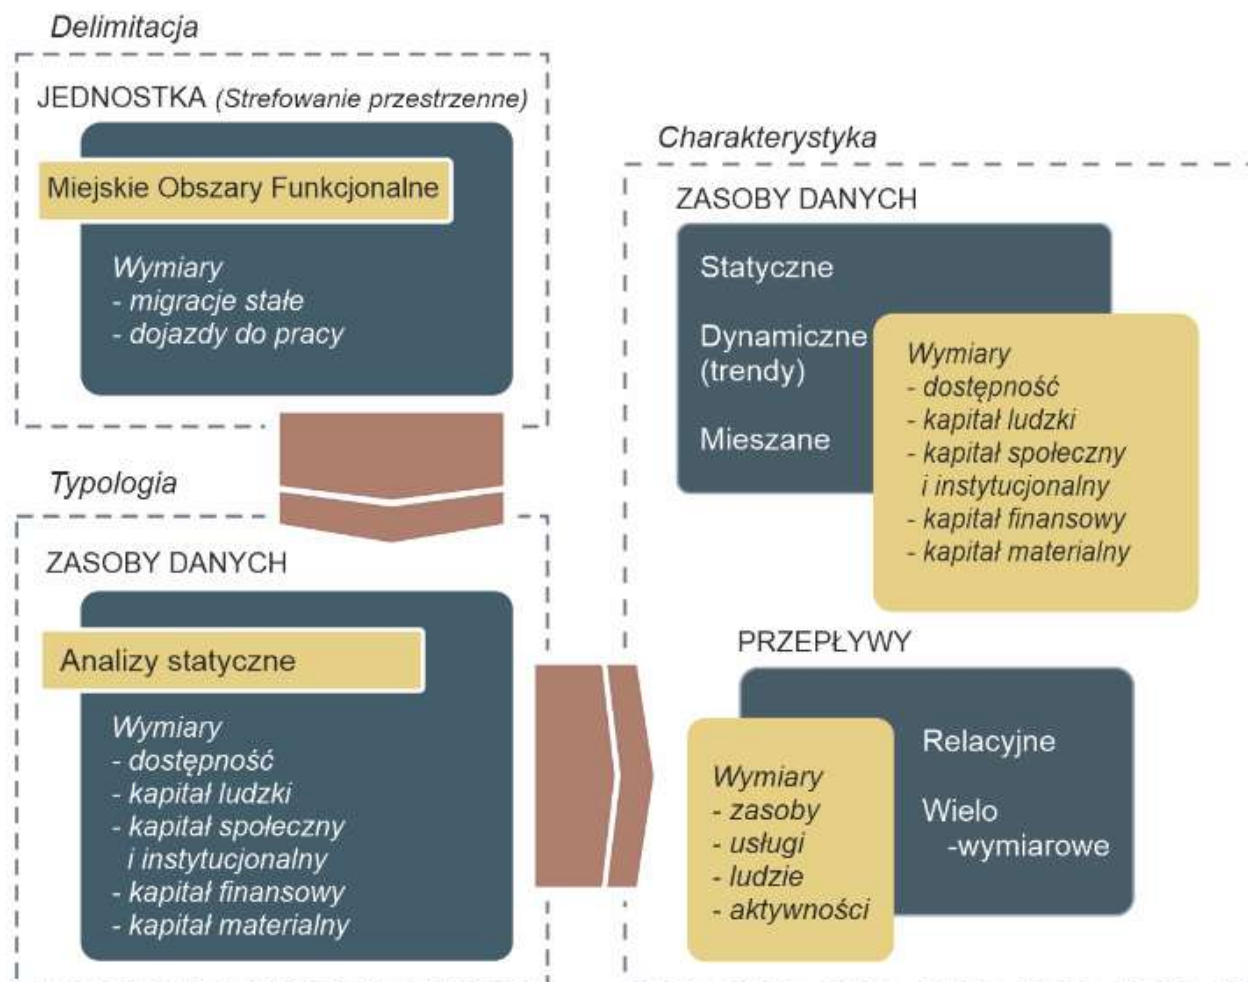 Delimitacja
JEDNOSTKA (Strefowanie przestrzenne)
Miejskie Obszary Funkcjonalne
Wymiary
- migracje stałe
- dojazdy do pracy
Typologia
ZASOBY DANYCH
Analizy statyczne
Wymiary
- dostępność
- kapitał ludzki
- kapitał społeczny
i instytucjonalny
- kapitał finansowy
- kapitał materialny
Charakterystyka
ZASOBY DANYCH
Statyczne
Dynamiczne
(trendy)
Mieszane
Wymiary
- dostępność
- kapitał ludzki
- kapitał społeczny
i instytucjonalny
- kapitał finansowy
- kapitał materialny
PRZEPŁYWY
Relacyjne
Wielo
-wymiarowe
Wymiary
- zasoby
- usługi
- ludzie
- aktywności